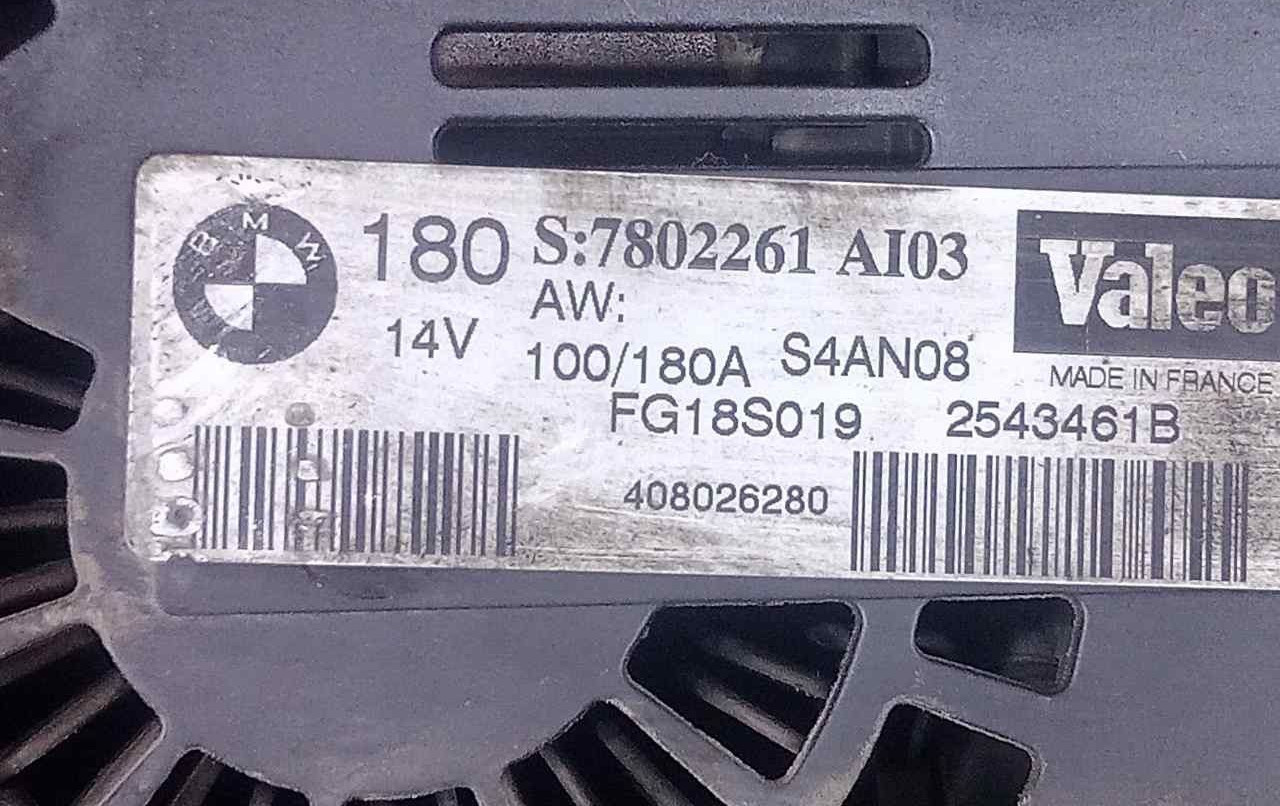 BMW
180 S:7802261 AI03
Valeo
AW:
14V
100/180A S4AN08
MADE IN FRANCE
FG18S019 2543461B
408026280